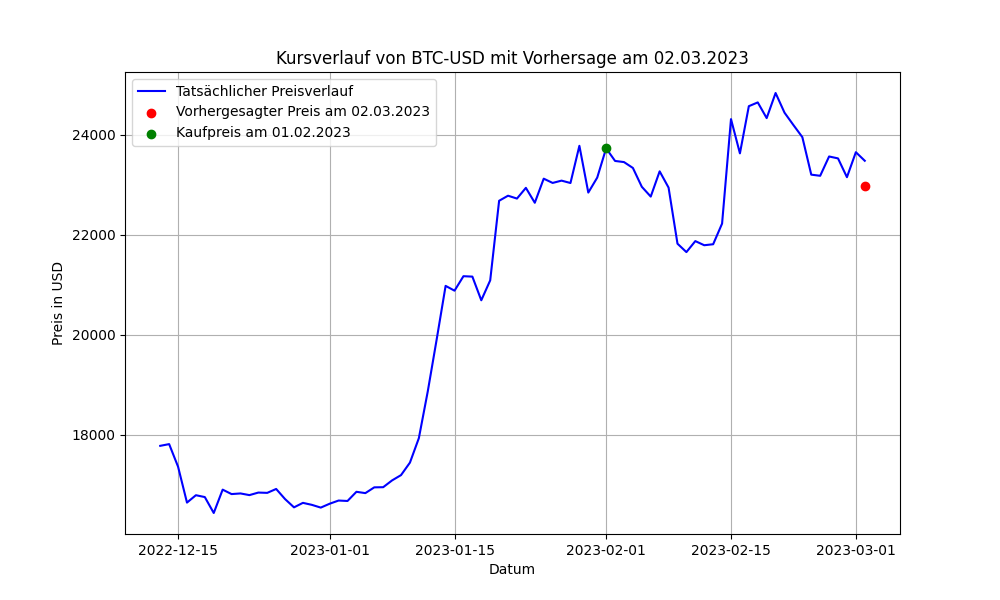 Kursverlauf von BTC-USD mit Vorhersage am 02.03.2023
Tatsächlicher Preisverlauf
Vorhergesagter Preis am 02.03.2023
Kaufpreis am 01.02.2023
24000
22000
20000
18000
Preis in USD
2022-12-15
2023-01-01
2023-01-15
2023-02-01
2023-02-15
2023-03-01
Datum